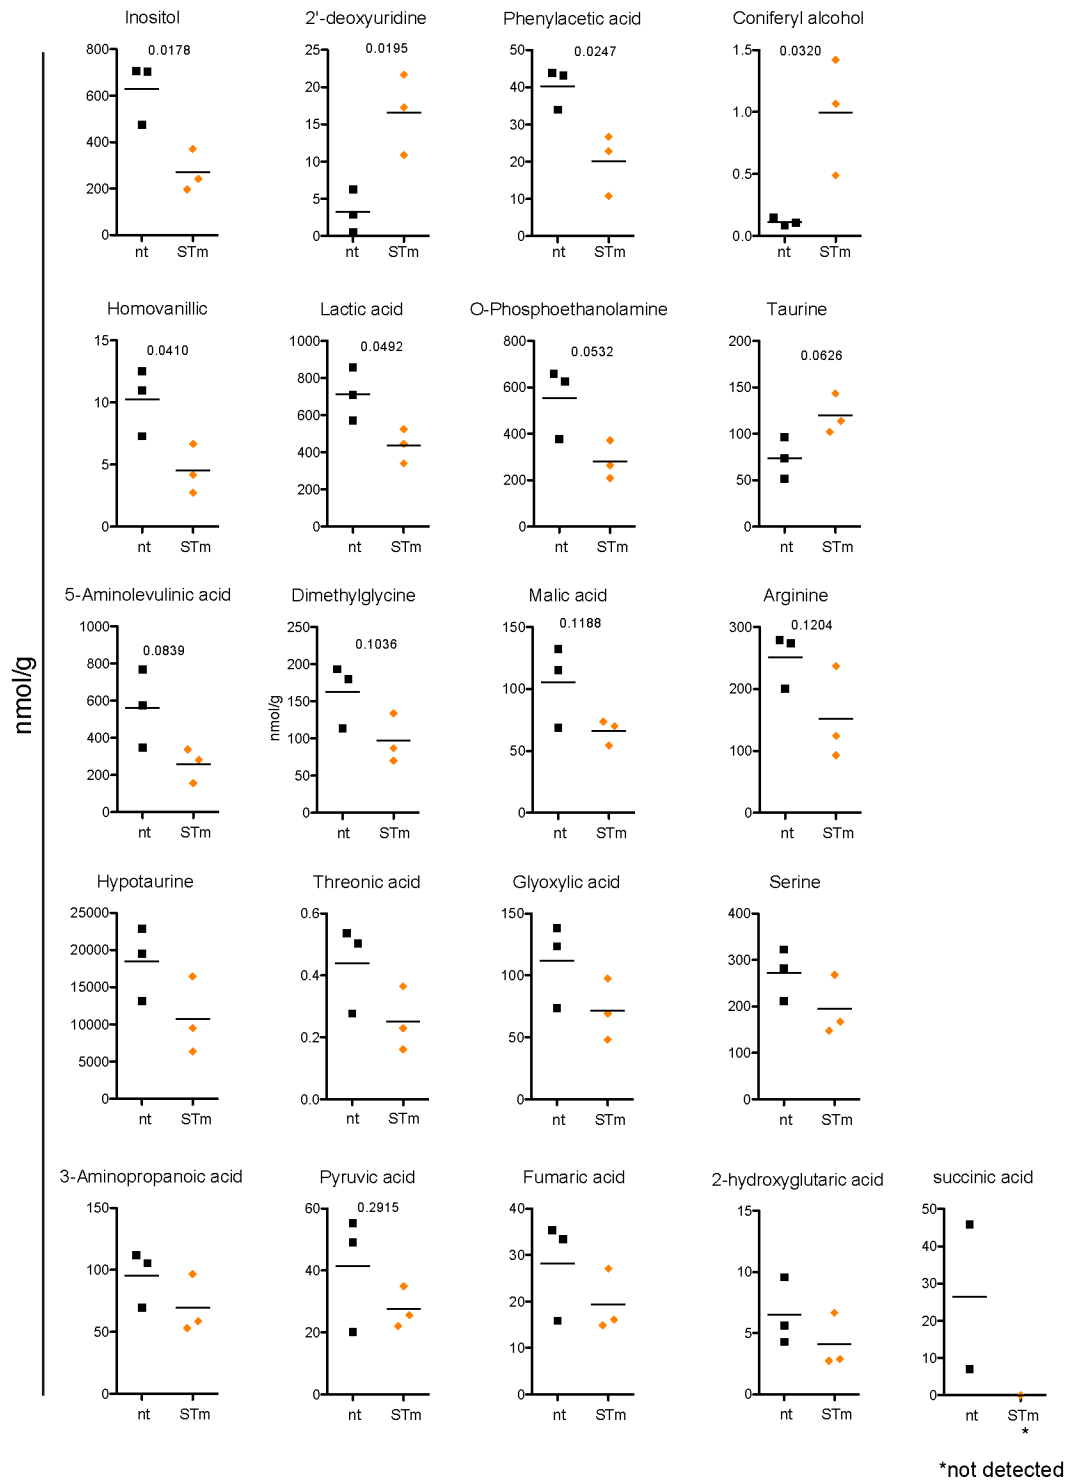 Inositol
2'-deoxyuridine
Phenylacetic acid
Coniferyl alcohol
0.0178
0.0195
0.0247
0.0320
800
600
400
200
0
nt STm
25
20
15
10
5
0
nt STm
50
40
30
20
10
0
nt STm
1.5
1.0
0.5
0.0
nt STm
Homovanillic
Lactic acid
O-Phosphoethanolamine
Taurine
0.0410
0.0492
0.0532
0.0626
15
10
5
0
nt STm
1000
800
600
400
200
0
nt STm
800
600
400
200
0
nt STm
200
150
100
50
0
nt STm
nmol/g
5-Aminolevulinic acid
Dimethylglycine
Malic acid
Arginine
0.0839
0.1036
0.1188
0.1204
1000
800
600
400
200
0
nt STm
nmol/g
250
200
150
100
50
0
nt STm
150
100
50
0
nt STm
300
200
100
0
nt STm
Hypotaurine
Threonic acid
Glyoxylic acid
Serine
25000
20000
15000
10000
5000
0
nt STm
0.6
0.4
0.2
0.0
nt STm
150
100
50
0
nt STm
400
300
200
100
0
nt STm
3-Aminopropanoic acid
Pyruvic acid
Fumaric acid
2-hydroxyglutaric acid
succinic acid
0.2915
150
100
50
0
nt STm
60
40
20
0
nt STm
40
30
20
10
0
nt STm
15
10
5
0
nt STm
50
40
30
20
10
0
nt STm
*
*not detected